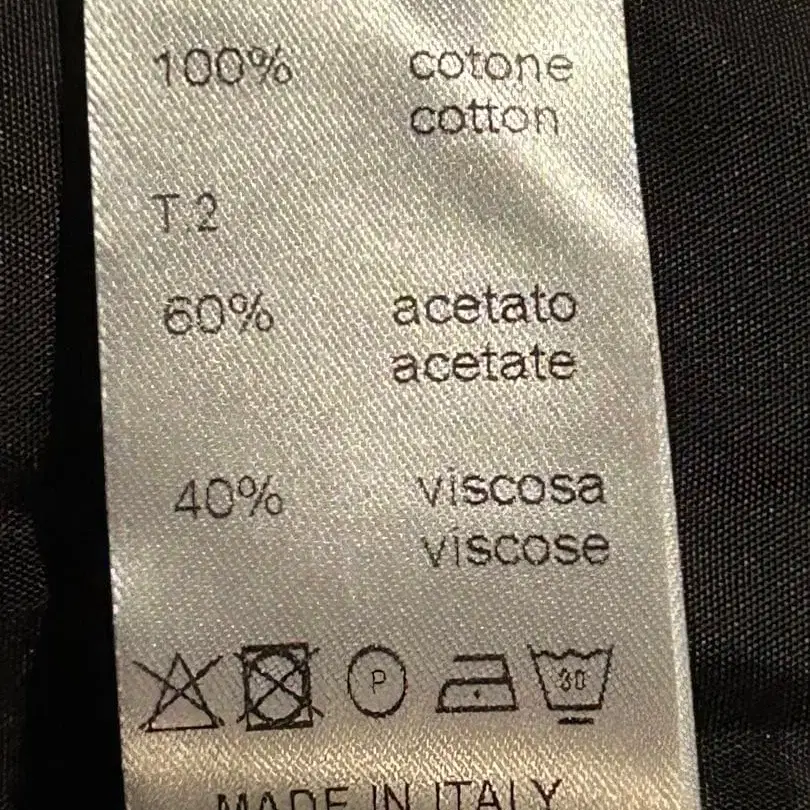 100% cotone
cotton
T.2
60% acetato
acetate
40% viscosa
viscose
P 30
MADE IN ITALY